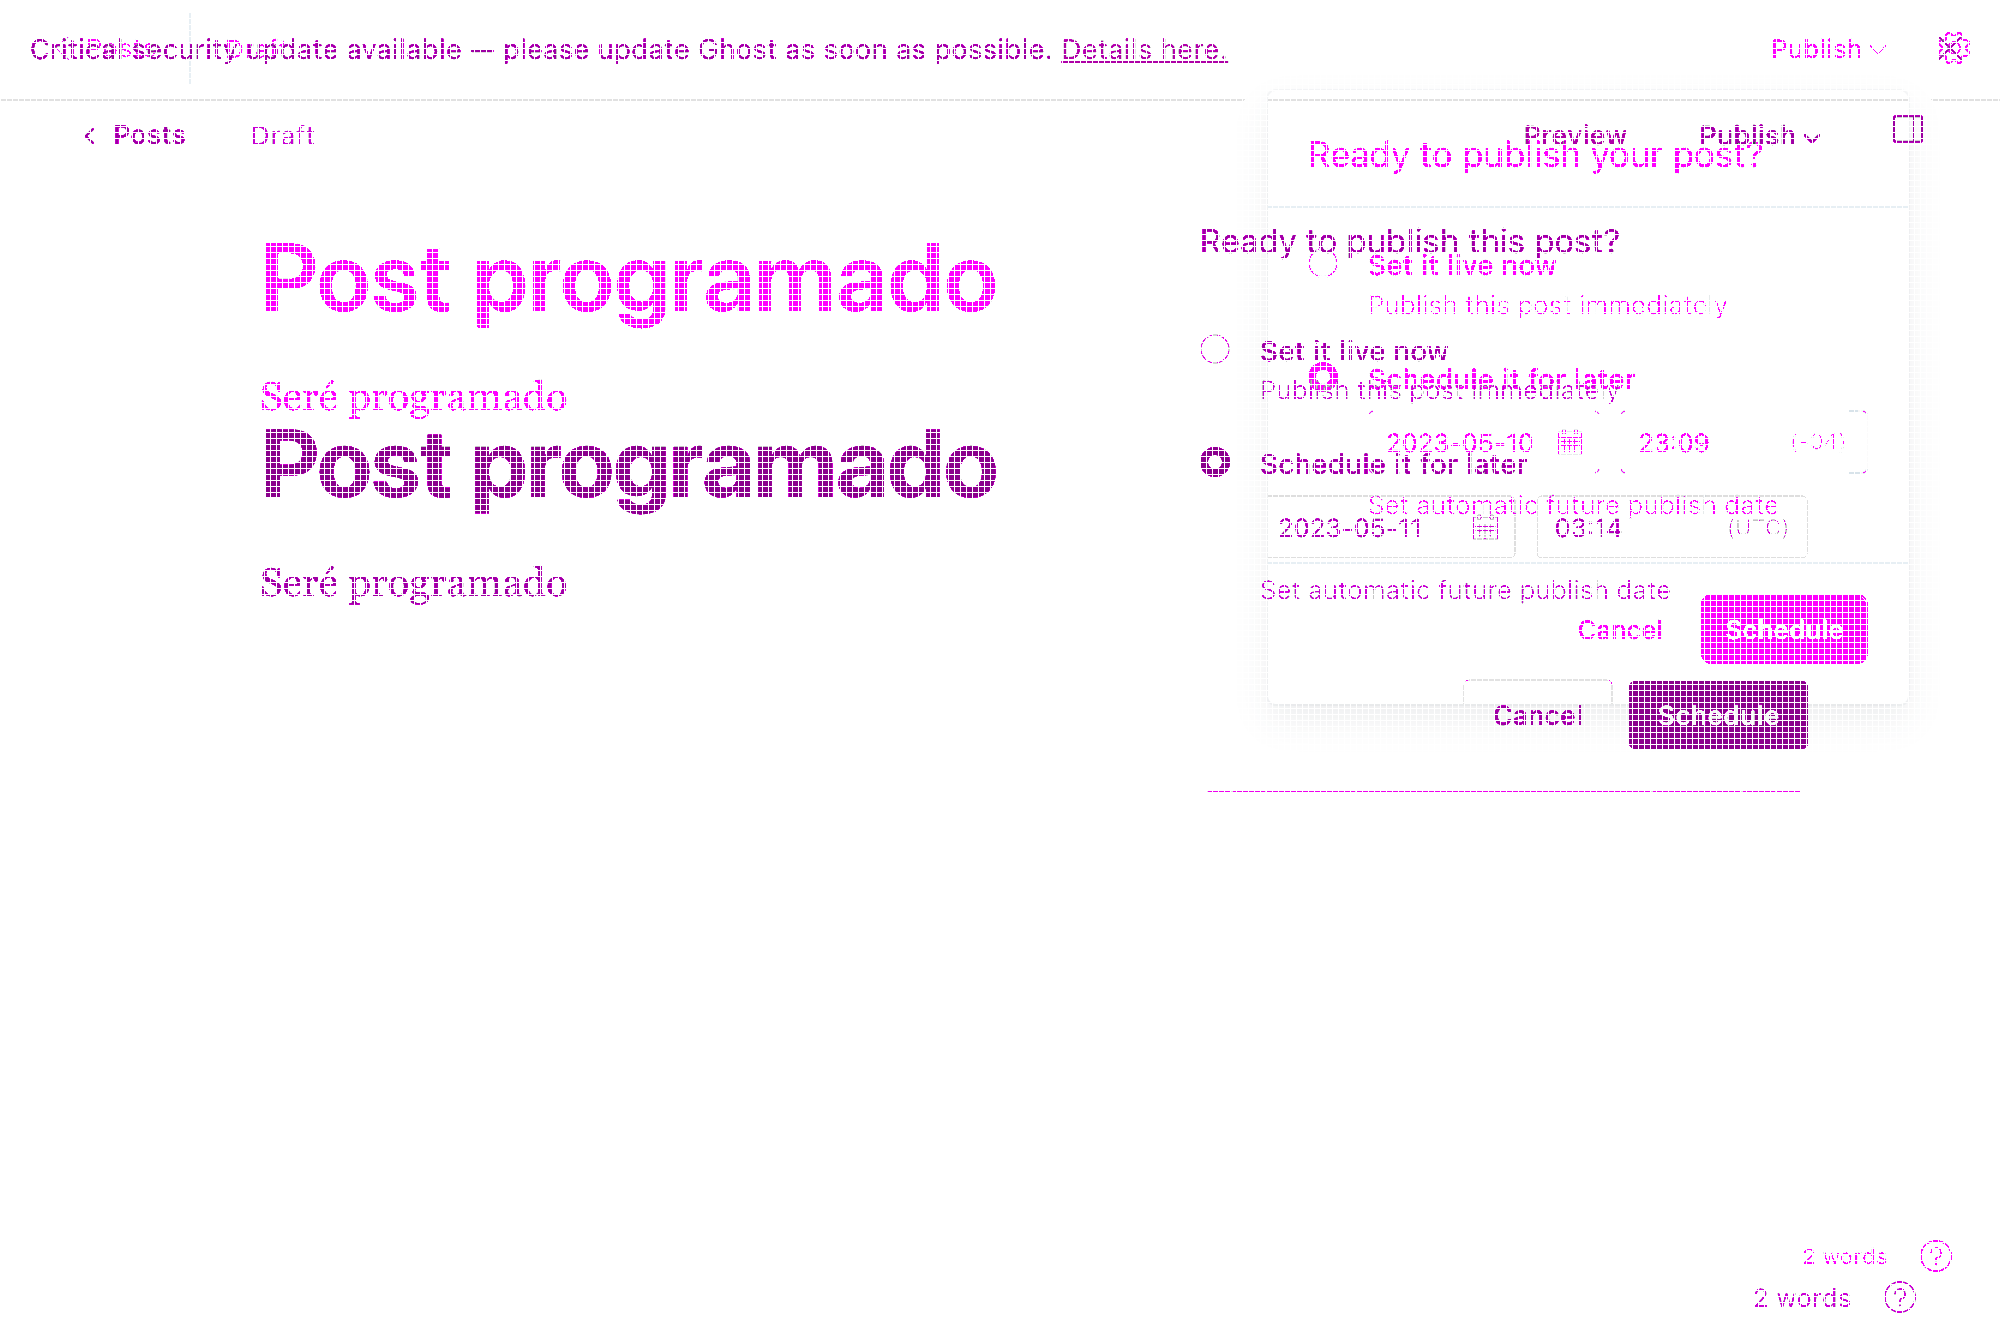 Critical security update available — please update Ghost as soon as possible. Details here.
Publish
Posts
Draft
Preview
Publish
Ready to publish your post?
Ready to publish this post?
Post programado
Set it live now
Publish this post immediately
Set it live now
Seré programado
Schedule it for later
Publish this post immediately
2023-05-10
23:09
Post programado
Schedule it for later
Set automatic future publish date
2023-05-11
03:14
(UTC)
Seré programado
Set automatic future publish date
Cancel
Schedule
Cancel
Schedule
2 words
2 words